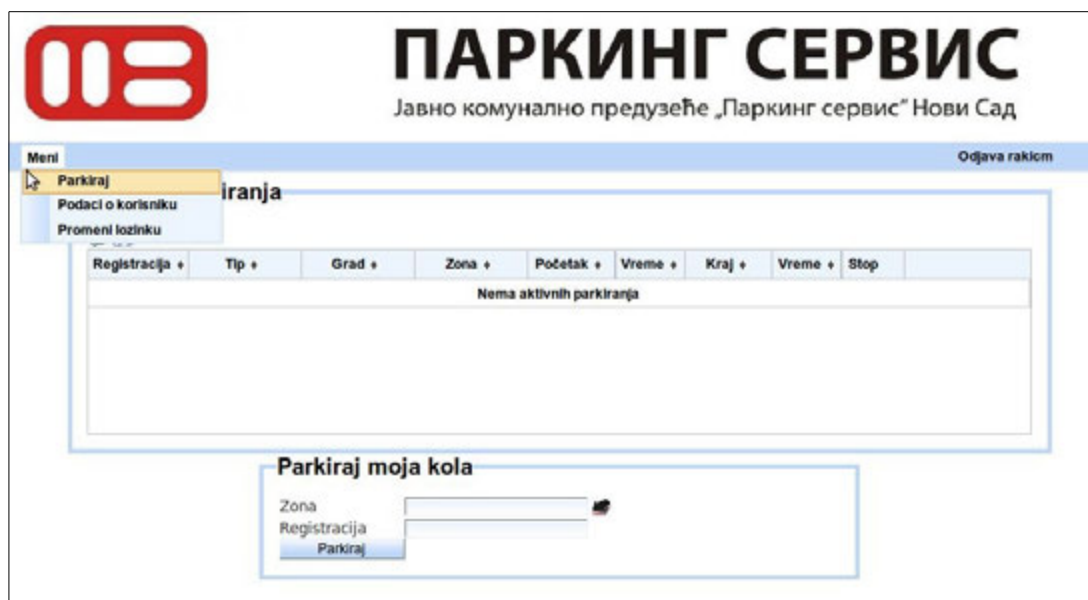 ПАРКИНГ СЕРВИС
Јавно комунално предузеће „Паркинг сервис“ Нови Сад
Meni
Odjava rakicm
Parkiraj
Podaci o korisniku
Promeni lozinku
iranja
Registracija Tip Grad Zona Početak Vreme Kraj Vreme Stop
Nema aktivnih parkiranja
Parkiraj moja kola
Zona
Registracija
Parkiraj